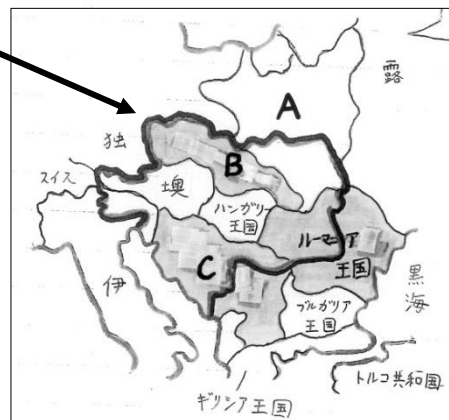 露
A
独
B
スイス
墺
ハンガリー
王国
ルーマニア
王国
C
伊
黒海
ブルガリア
王国
トルコ共和国
ギリシア王国